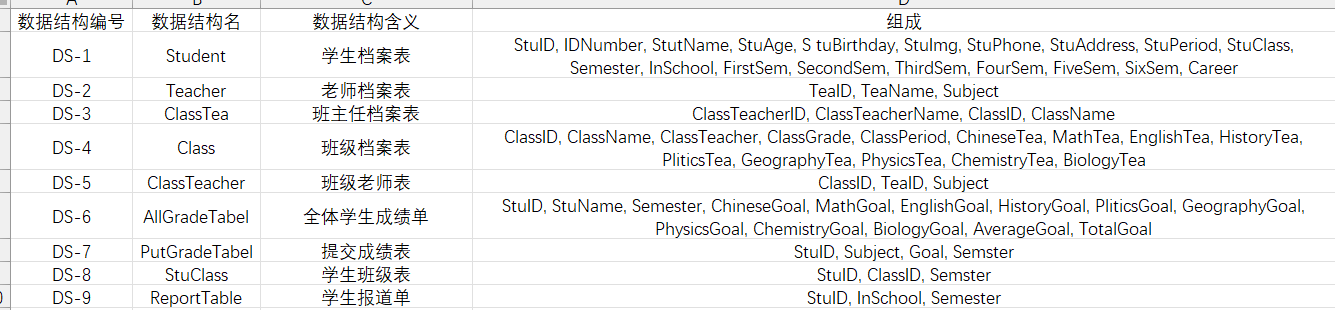 数据结构编号 数据结构名 数据结构含义 组成
DS-1 Student 学生档案表 StuID, IDNumber, StutName, StuAge, S tuBirthday, StuImg, StuPhone, StuAddress, StuPeriod, StuClass,
Semester, InSchool, FirstSem, SecondSem, ThirdSem, FourSem, FiveSem, SixSem, Career
DS-2 Teacher 老师档案表 TeaID, TeaName, Subject
DS-3 ClassTea 班主任档案表 ClassTeacherID, ClassTeacherName, ClassID, ClassName
DS-4 Class 班级档案表 ClassID, ClassName, ClassTeacher, ClassGrade, ClassPeriod, ChineseTea, MathTea, EnglishTea, HistoryTea,
PliticsTea, GeographyTea, PhysicsTea, ChemistryTea, BiologyTea
DS-5 ClassTeacher 班级老师表 ClassID, TeaID, Subject
DS-6 AllGradeTabel 全体学生成绩单 StuID, StuName, Semester, ChineseGoal, MathGoal, EnglishGoal, HistoryGoal, PliticsGoal, GeographyGoal,
PhysicsGoal, ChemistryGoal, BiologyGoal, AverageGoal, TotalGoal
DS-7 PutGradeTabel 提交成绩表 StuID, Subject, Goal, Semster
DS-8 StuClass 学生班级表 StuID, ClassID, Semster
DS-9 ReportTable 学生报道单 StuID, InSchool, Semester